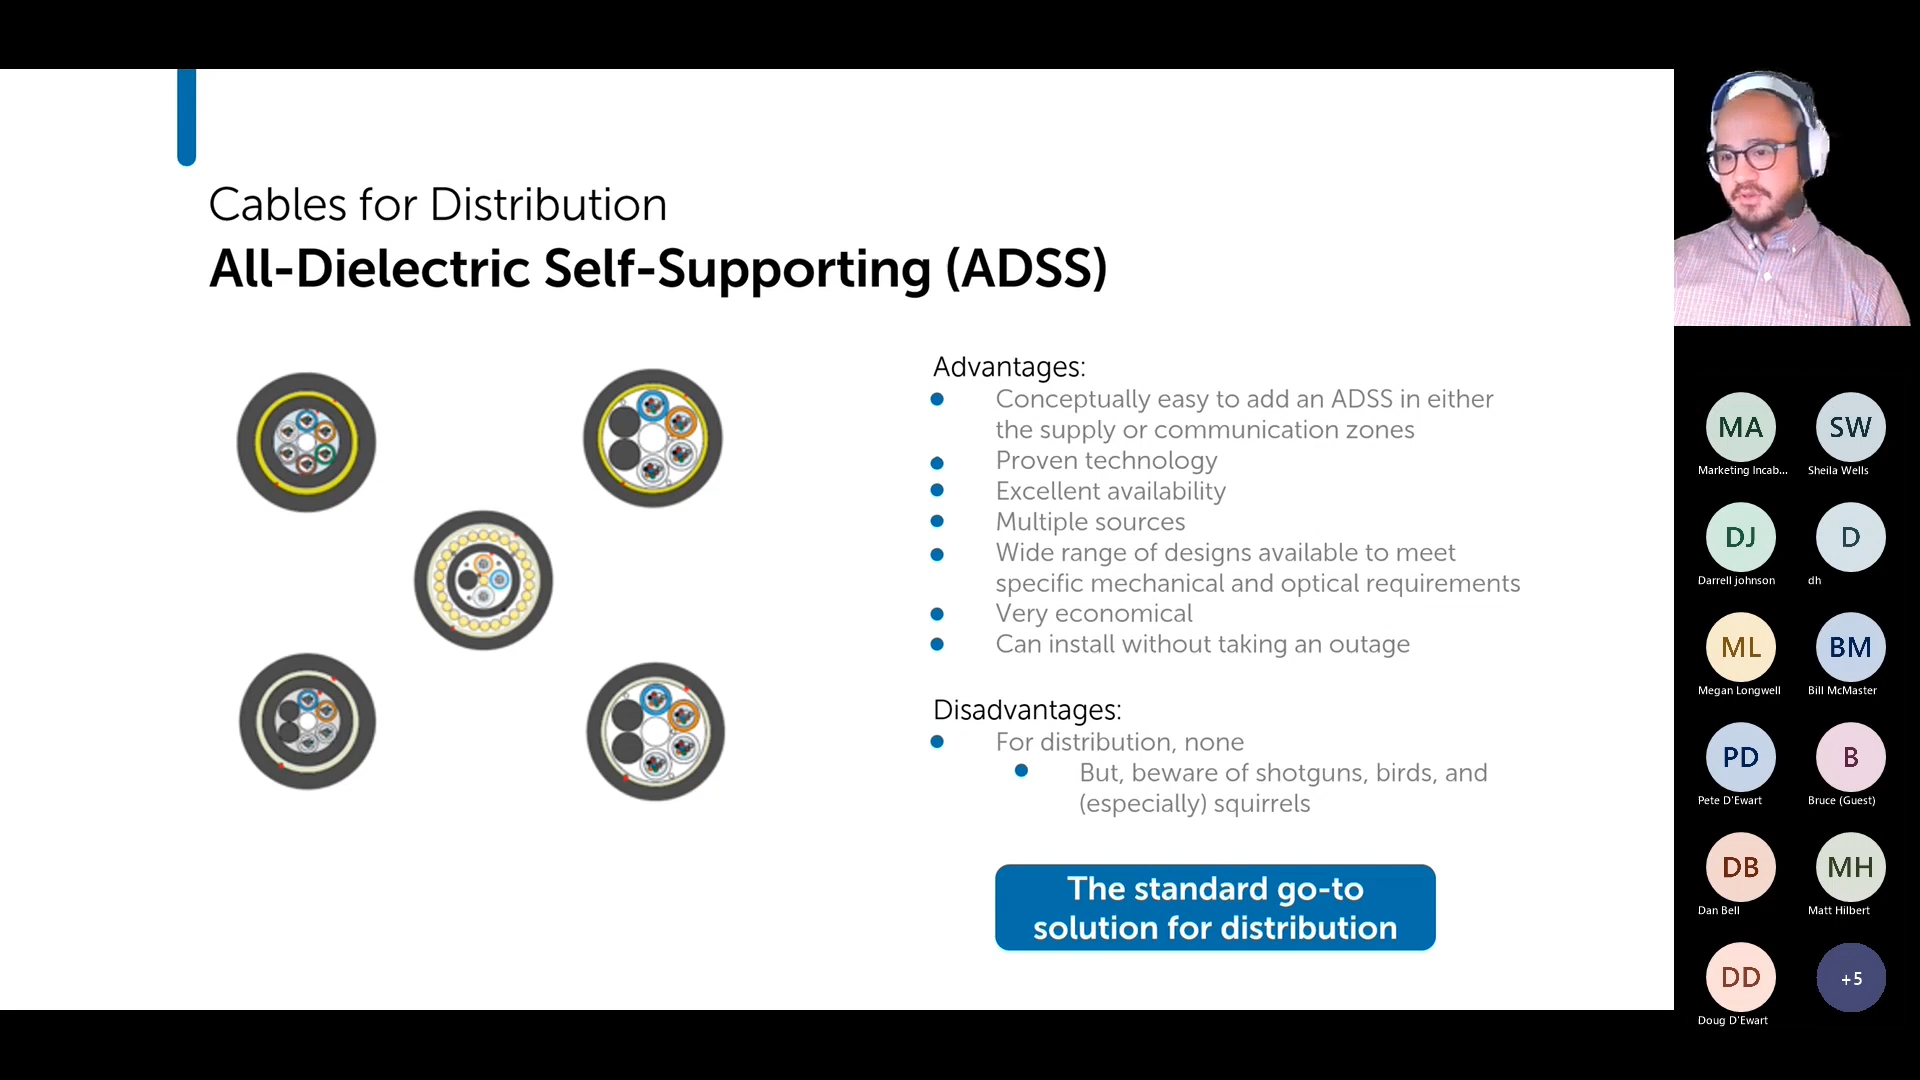 Cables for Distribution
All-Dielectric Self-Supporting (ADSS)
Advantages:
Conceptually easy to add an ADSS in either
the supply or communication zones
Proven technology
Excellent availability
Multiple sources
Wide range of designs available to meet
specific mechanical and optical requirements
Very economical
Can install without taking an outage
Disadvantages:
For distribution, none
But, beware of shotguns, birds, and
(especially) squirrels
The standard go-to
solution for distribution
MA
SW
Marketing Incab...
Sheila Wells
DJ
D
Darrell johnson
dh
ML
BM
Megan Longwell
Bill McMaster
PD
B
Pete D'Ewart
Bruce (Guest)
DB
MH
Dan Bell
Matt Hilbert
DD
+5
Doug D'Ewart